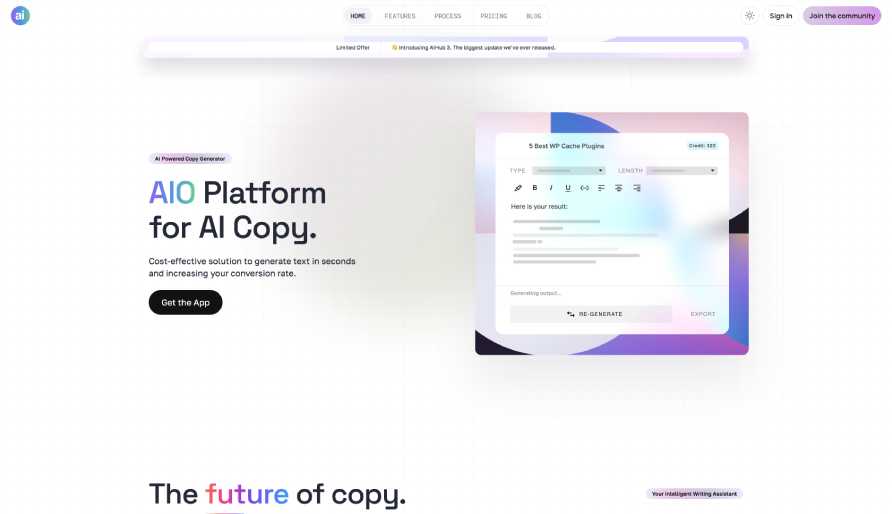 ai
HOME FEATURES PROCESS PRICING BLOG
Sign in
Join the community
Limited Offer 👋 Introducing AIHub 3. The biggest update we've ever released.
AI Powered Copy Generator
AIO Platform
for AI Copy.
Cost-effective solution to generate text in seconds
and increasing your conversion rate.
Get the App
5 Best WP Cache Plugins
Credit: 102
TYPE
LENGTH
B I U
Here is your result:
Generating output...
RE-GENERATE
EXPORT
The future of copy.
Your Intelligent Writing Assistant